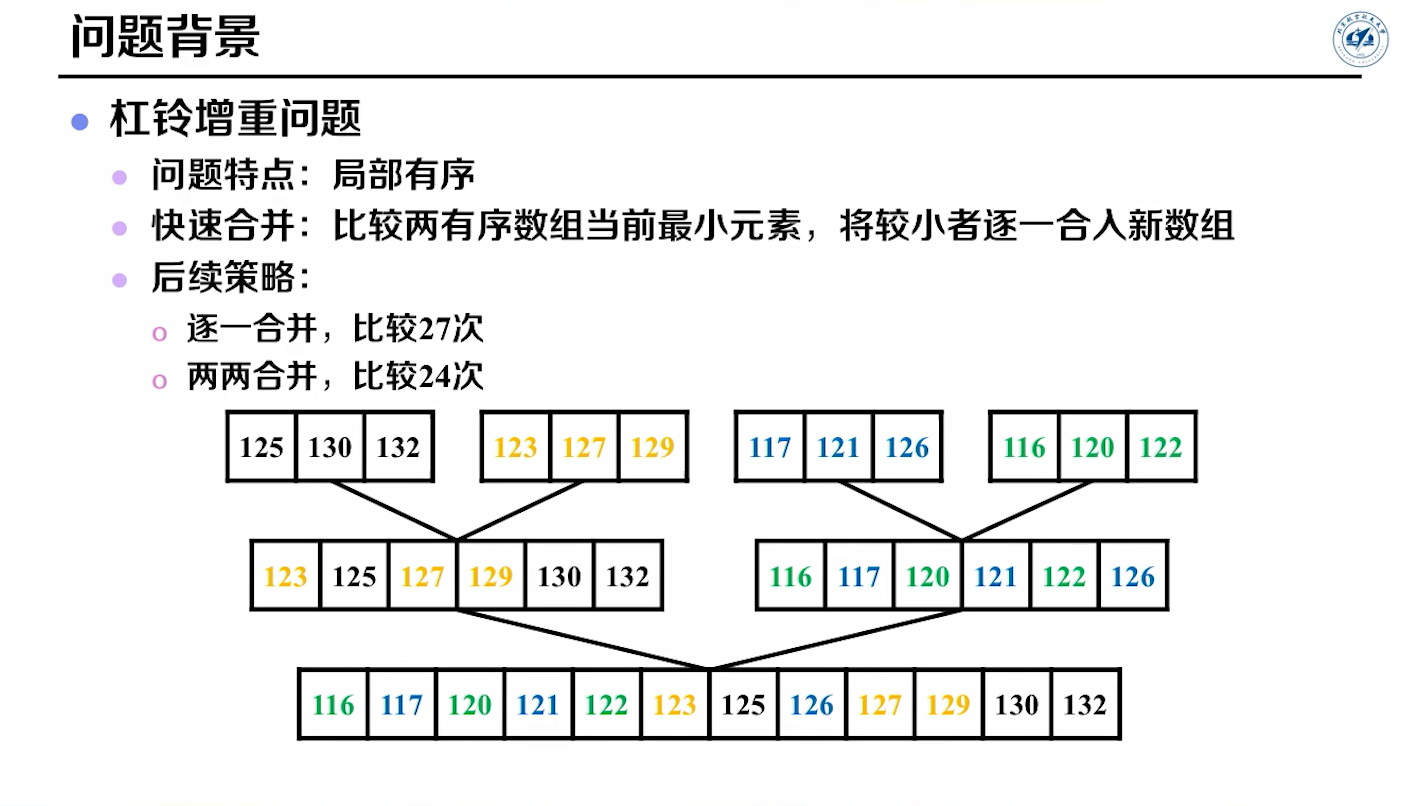 问题背景
杠铃增重问题
问题特点：局部有序
快速合并：比较两有序数组当前最小元素，将较小者逐一合入新数组
后续策略：
逐一合并，比较27次
两两合并，比较24次
125 130 132 123 127 129 117 121 126 116 120 122
123 125 127 129 130 132 116 117 120 121 122 126
116 117 120 121 122 123 125 126 127 129 130 132